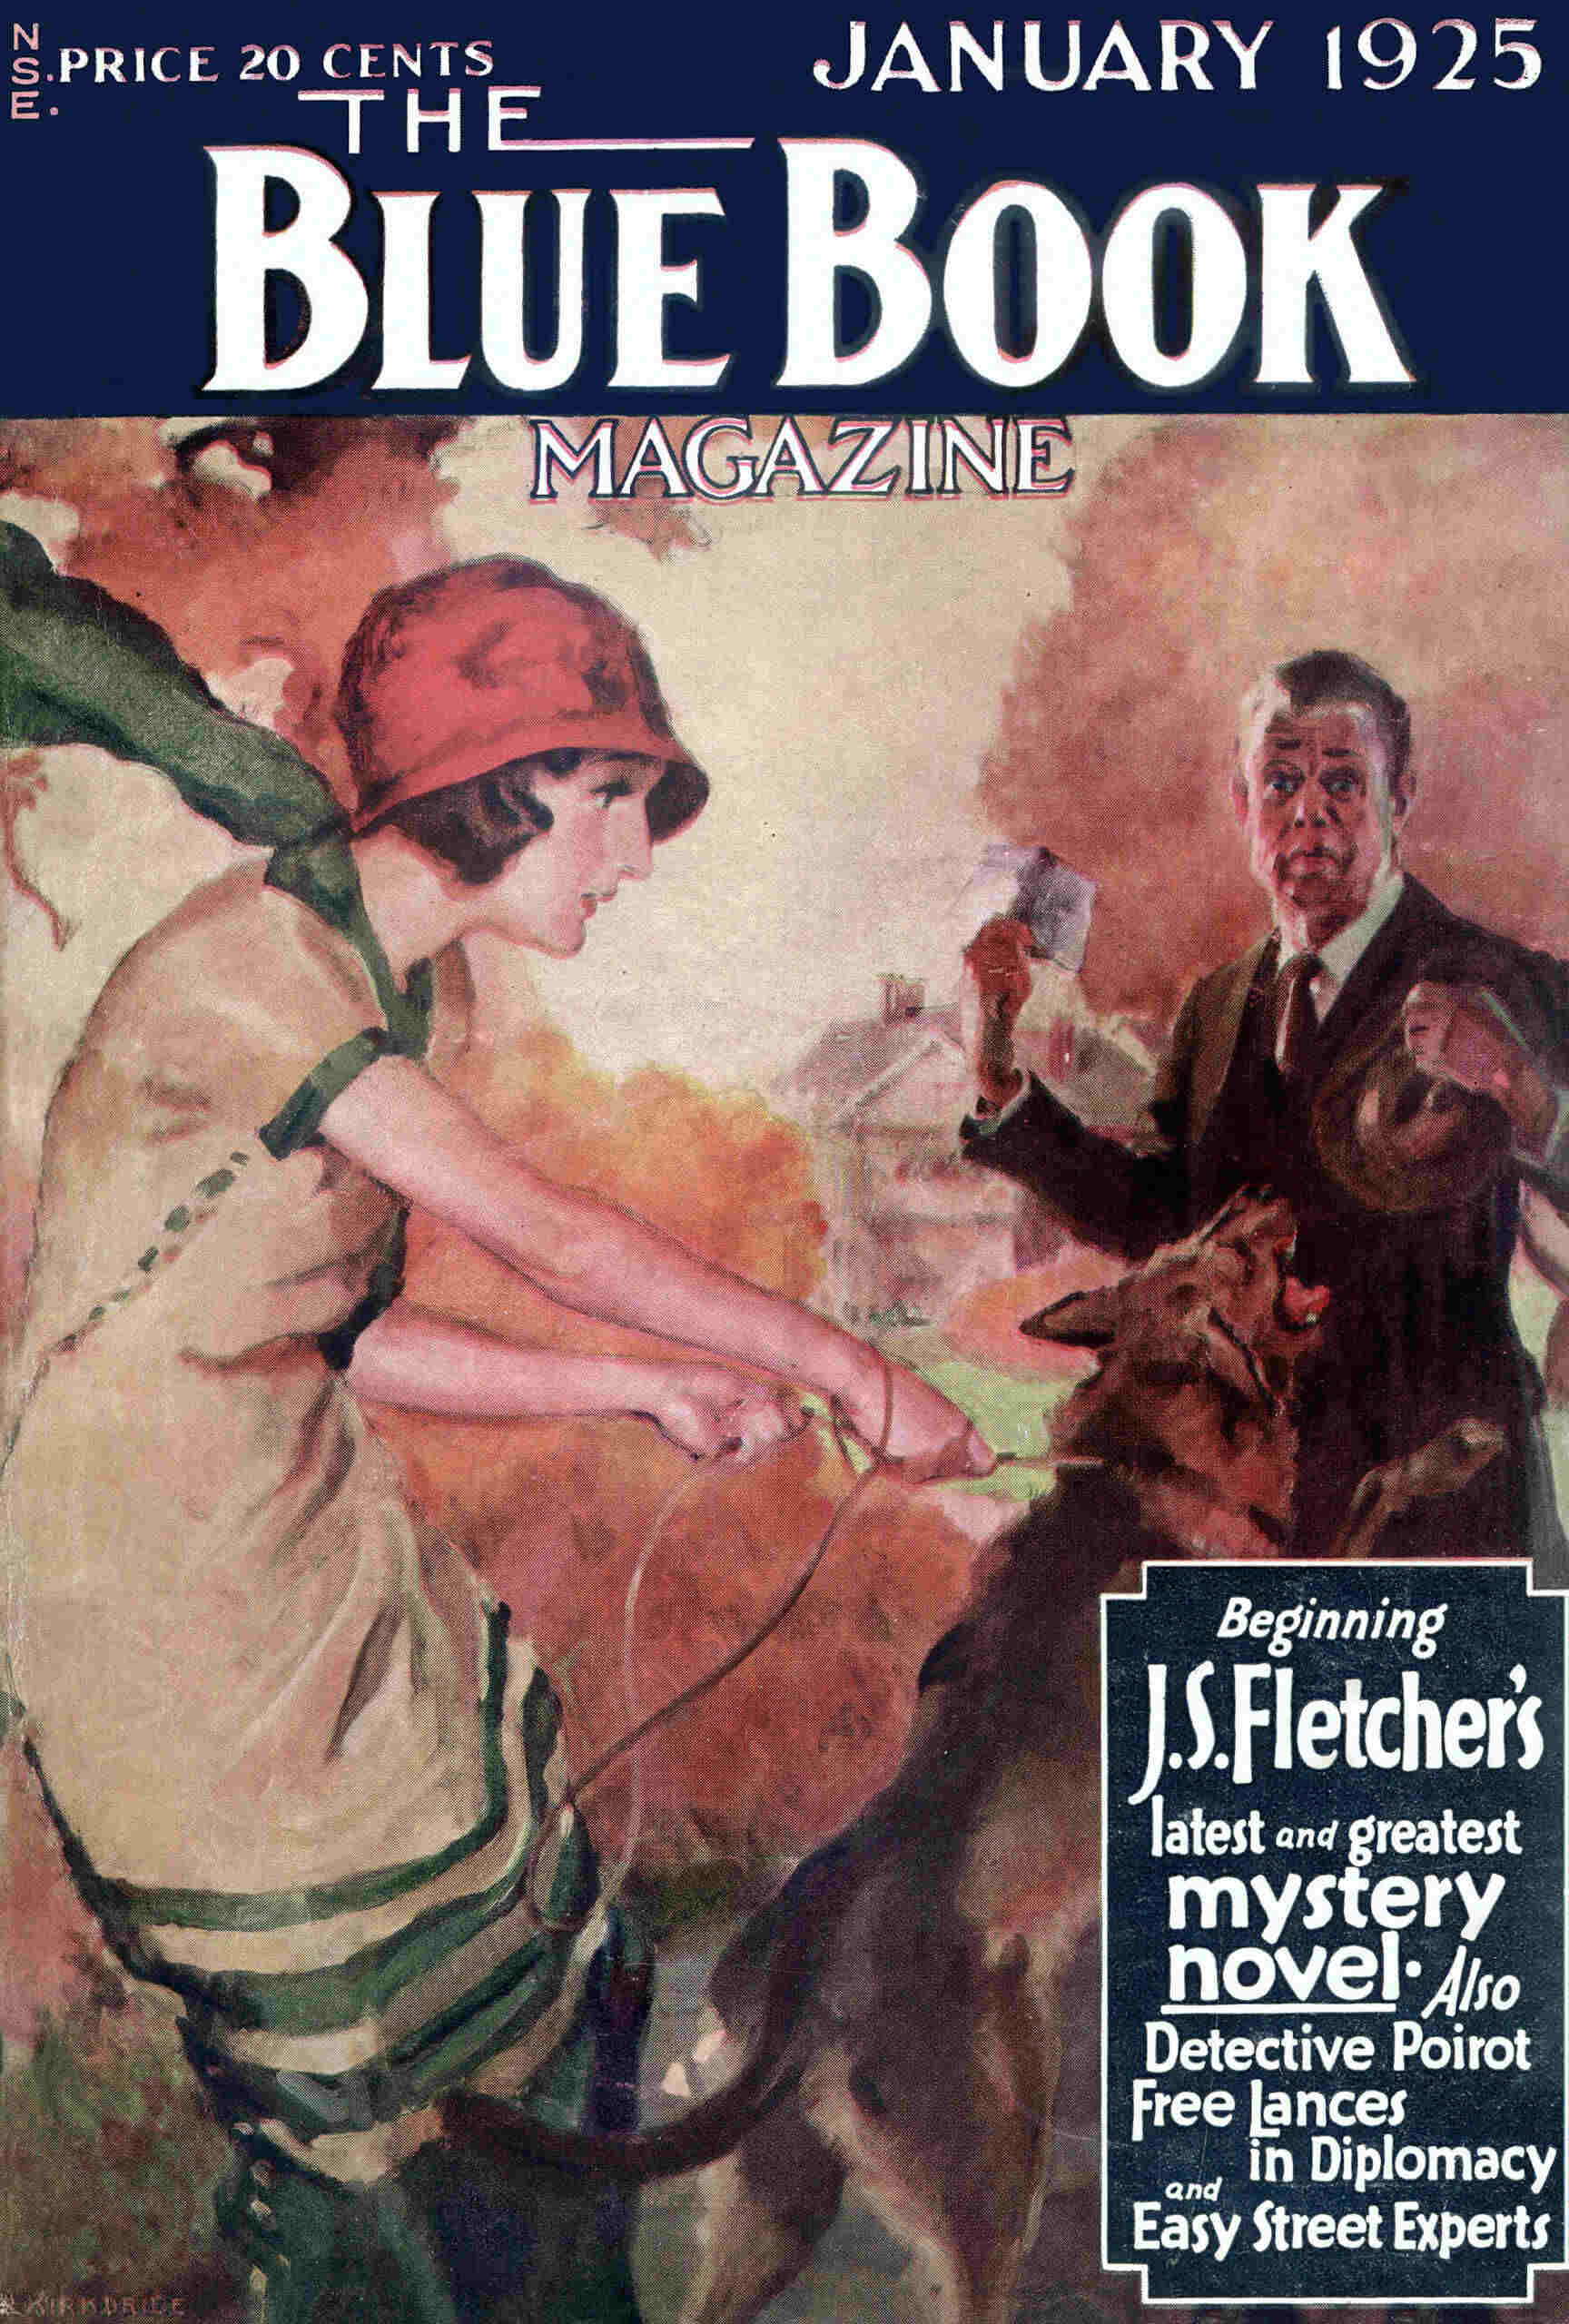 N.S.E.
PRICE 20 CENTS
JANUARY 1925
THE
BLUE BOOK
MAGAZINE
Beginning
J.S. Fletcher's
latest and greatest
mystery
novel · Also
Detective Poirot
Free Lances
in Diplomacy
and
Easy Street Experts